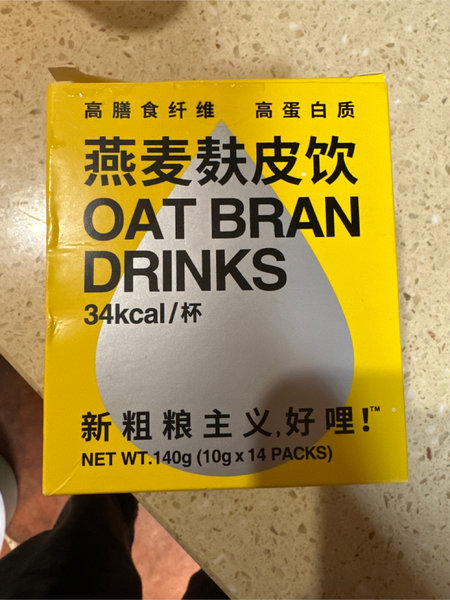 高膳食纤维 高蛋白质
燕麦麸皮饮
OAT BRAN
DRINKS
34kcal/杯
新粗粮主义,好哩!™
NET WT.140g (10g x 14 PACKS)